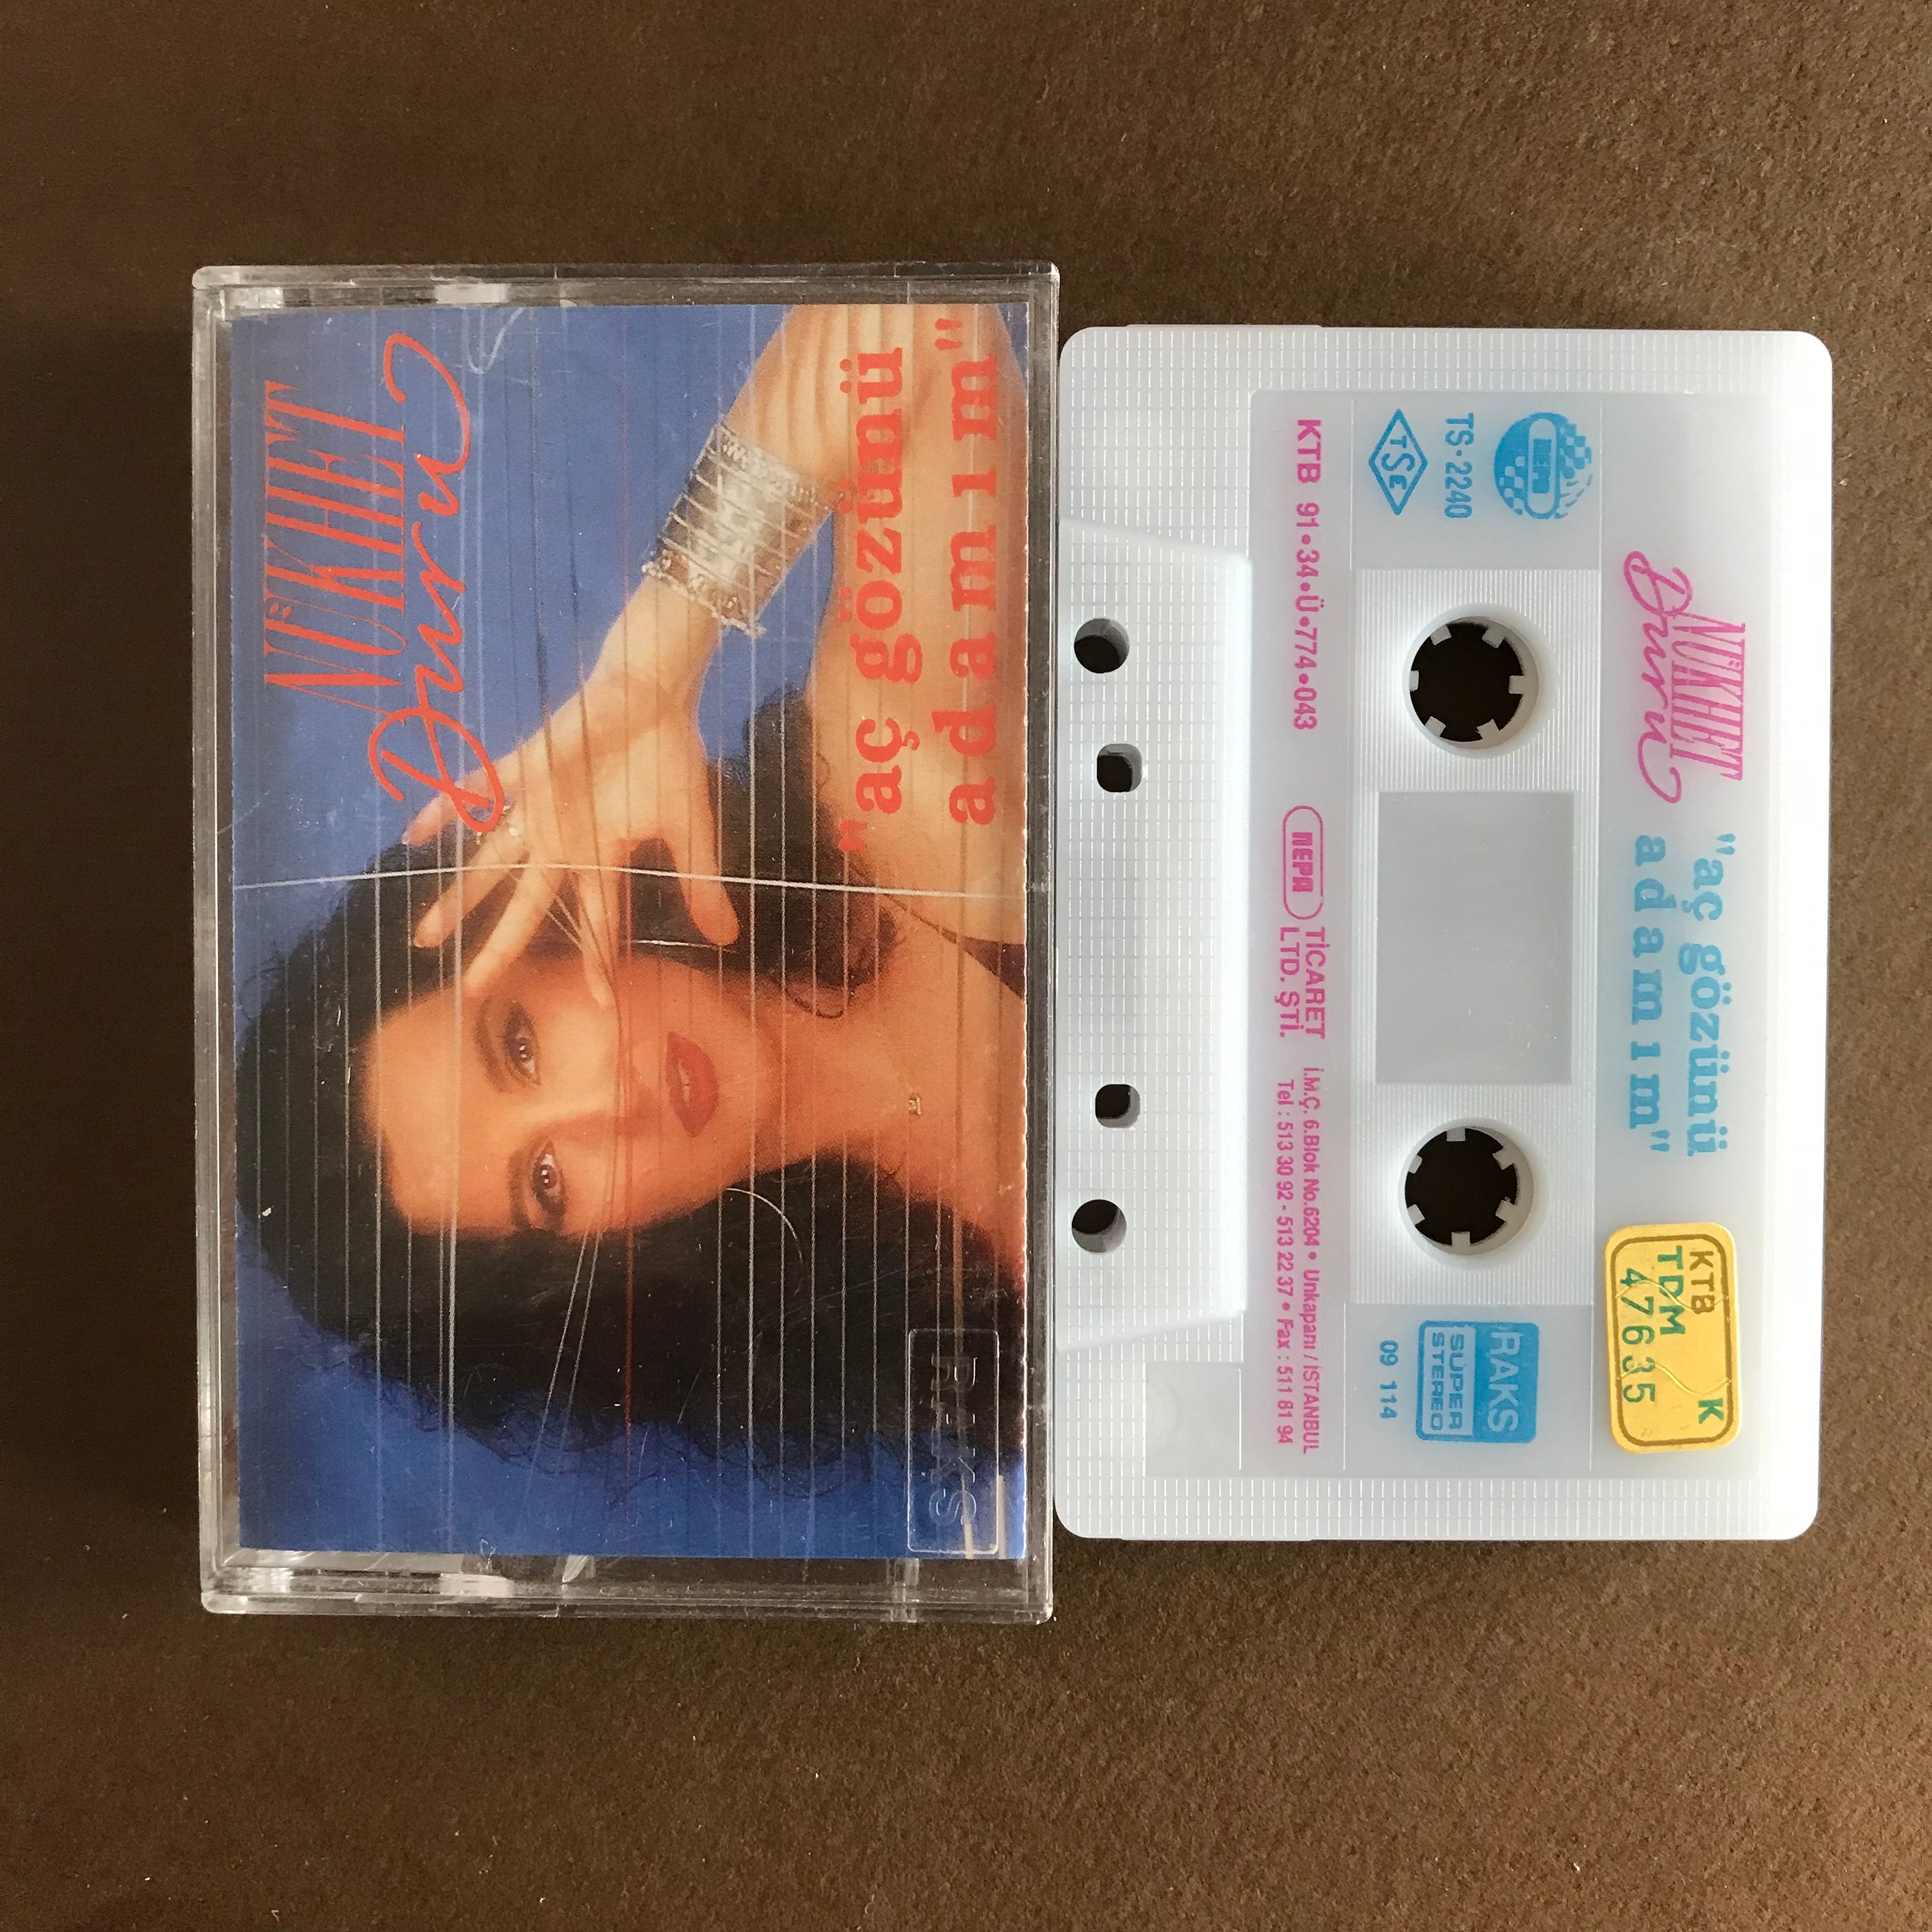 NÜKHET
Duru
"aç gözünü
adamım"
RAKS
NÜKHET
Duru
"aç gözünü
adamım"
KTB K
TDM
47635
NEPA
TS-2240
TSE
RAKS
SUPER
STEREO
09 114
KTB 91•34•Ü•774•043
NEPA TİCARET
LTD. ŞTİ.
İ.M.Ç. 6.Blok No.6204 • Unkapanı / İSTANBUL
Tel : 513 30 92 - 513 22 37 • Fax : 511 81 94